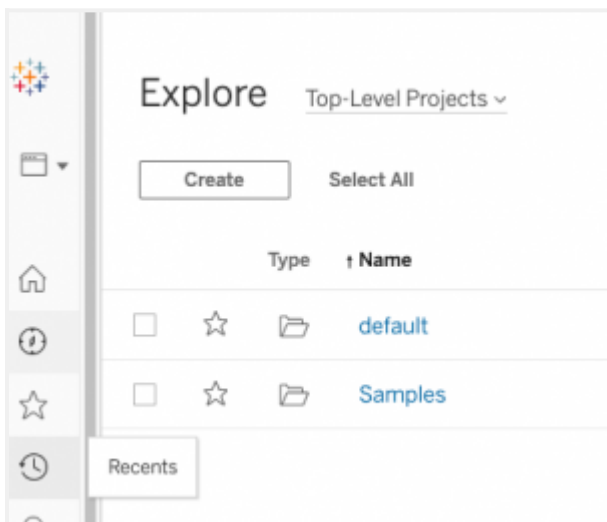 Explore Top-Level Projects
Create Select All
Type ↑ Name
default
Samples
Recents